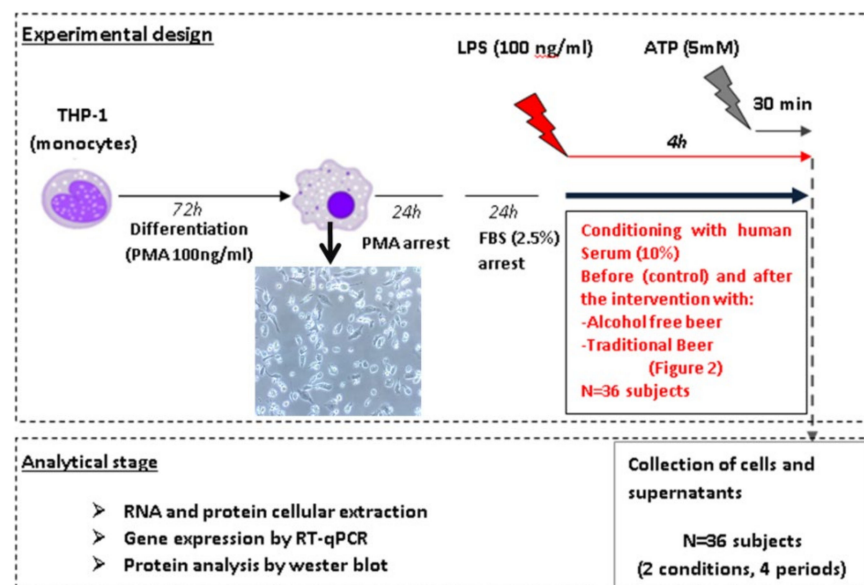 Experimental design
LPS (100 ng/ml)
ATP (5mM)
30 min
THP-1
(monocytes)
4h
72h
Differentiation
(PMA 100ng/ml)
24h
PMA arrest
24h
FBS (2.5%)
arrest
Conditioning with human
Serum (10%)
Before (control) and after
the intervention with:
-Alcohol free beer
-Traditional Beer
(Figure 2)
N=36 subjects
Analytical stage
➢ RNA and protein cellular extraction
➢ Gene expression by RT-qPCR
➢ Protein analysis by wester blot
Collection of cells and
supernatants
N=36 subjects
(2 conditions, 4 periods)